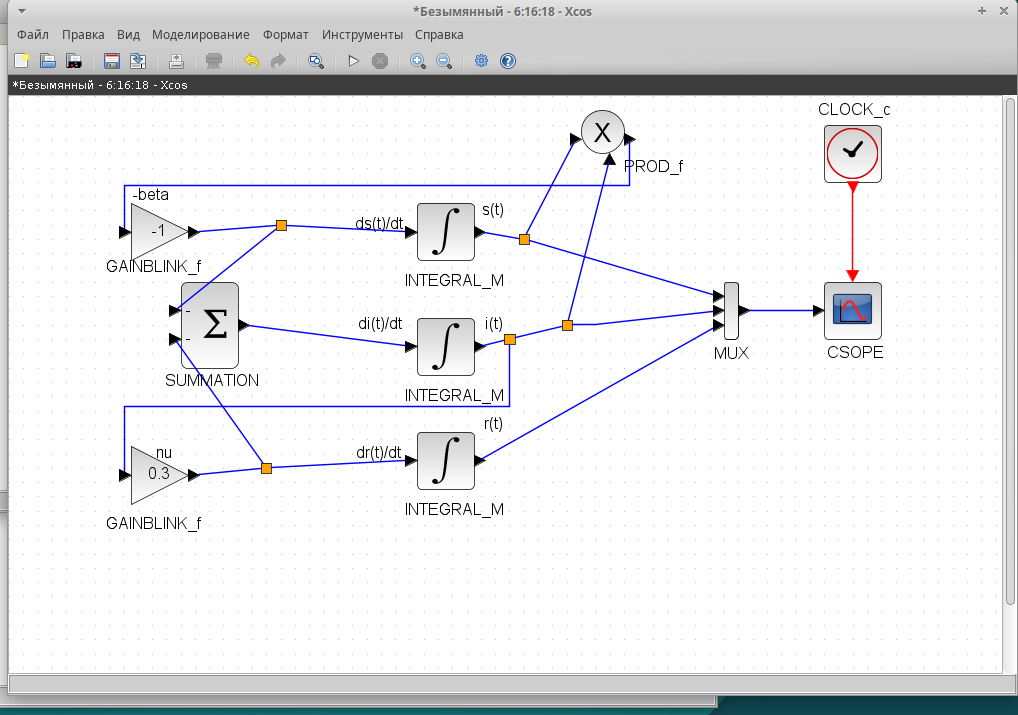 *Безымянный - 6:16:18 - Xcos
Файл Правка Вид Моделирование Формат Инструменты Справка
*Безымянный - 6:16:18 - Xcos
CLOCK_c
X
PROD_f
-beta
-1
GAINBLINK_f
ds(t)/dt
∫
s(t)
INTEGRAL_M
-
-
Σ
SUMMATION
di(t)/dt
∫
i(t)
INTEGRAL_M
MUX
CSOPE
nu
0.3
GAINBLINK_f
dr(t)/dt
∫
r(t)
INTEGRAL_M